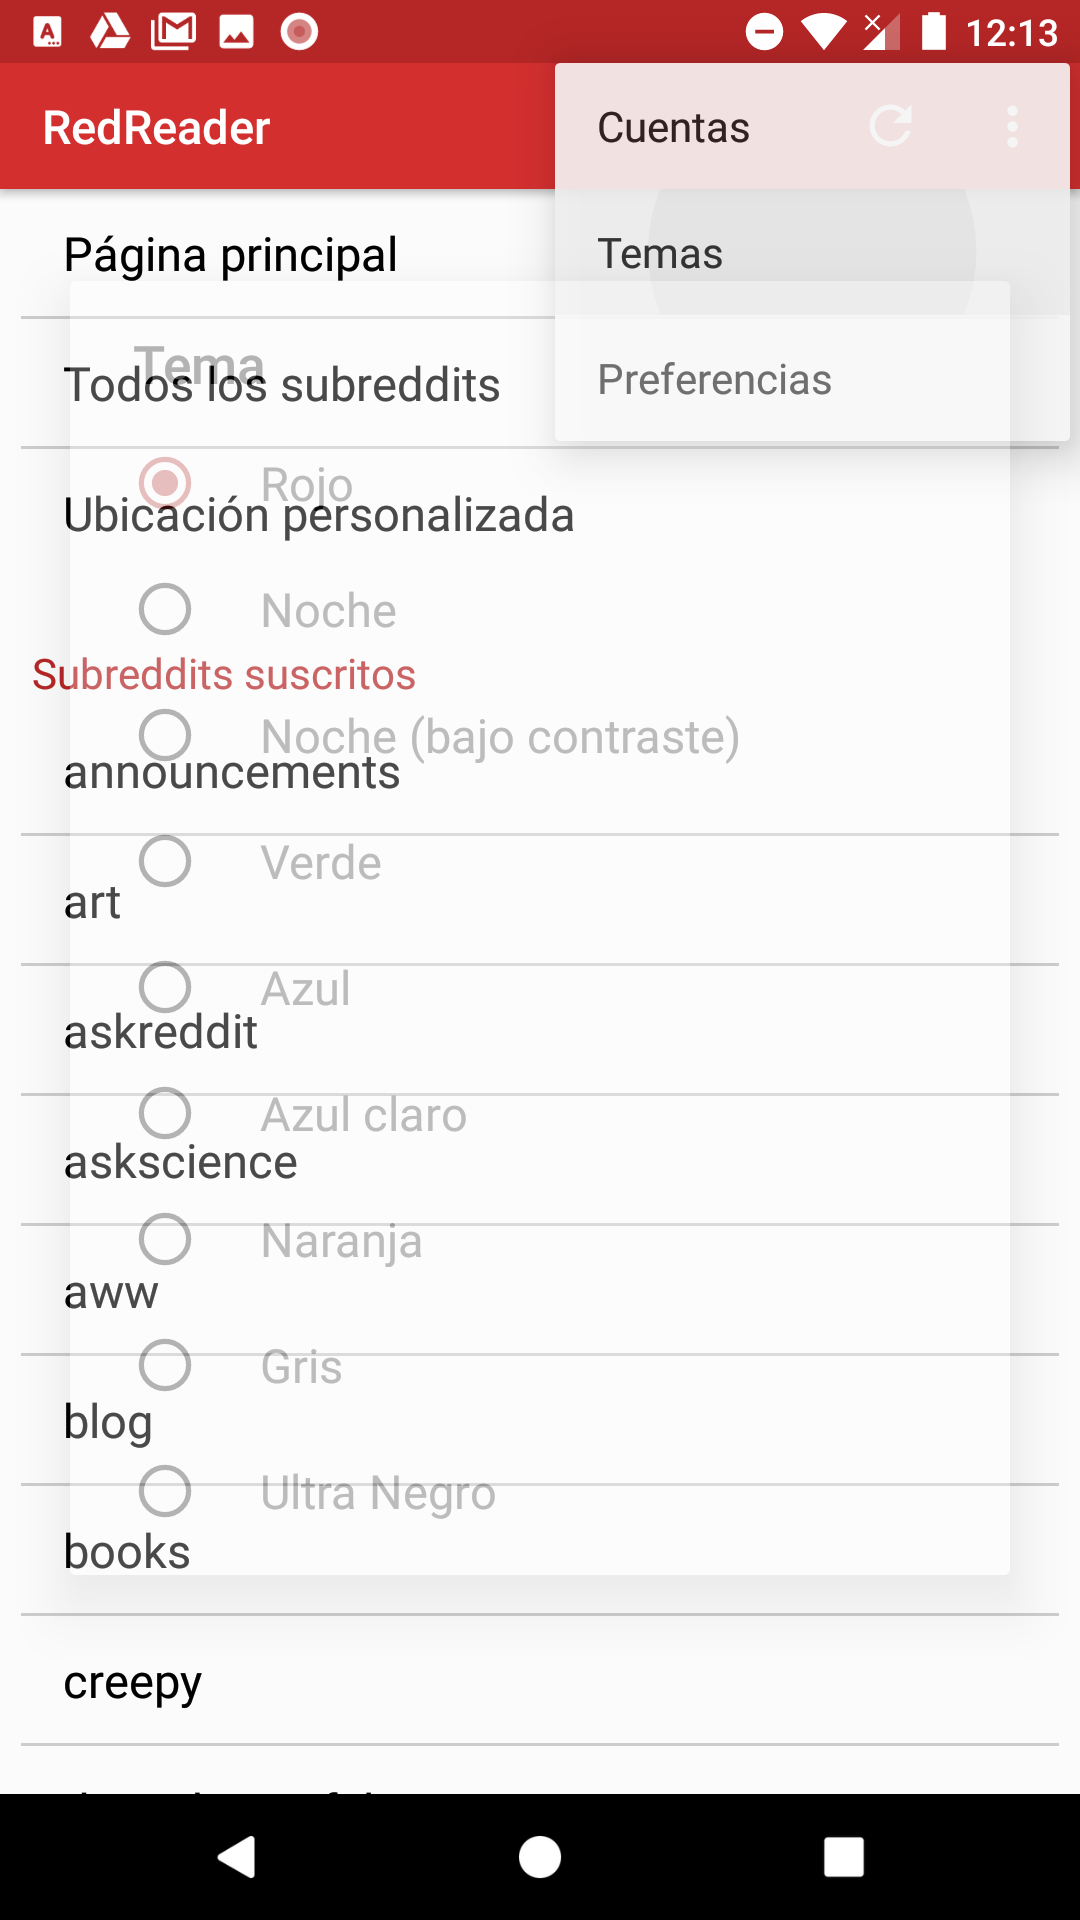 12:13
RedReader
Cuentas
Temas
Preferencias
Página principal
Todos los subreddits
Ubicación personalizada
Subreddits suscritos
announcements
art
askreddit
askscience
aww
blog
books
creepy
Tema
Rojo
Noche
Noche (bajo contraste)
Verde
Azul
Azul claro
Naranja
Gris
Ultra Negro